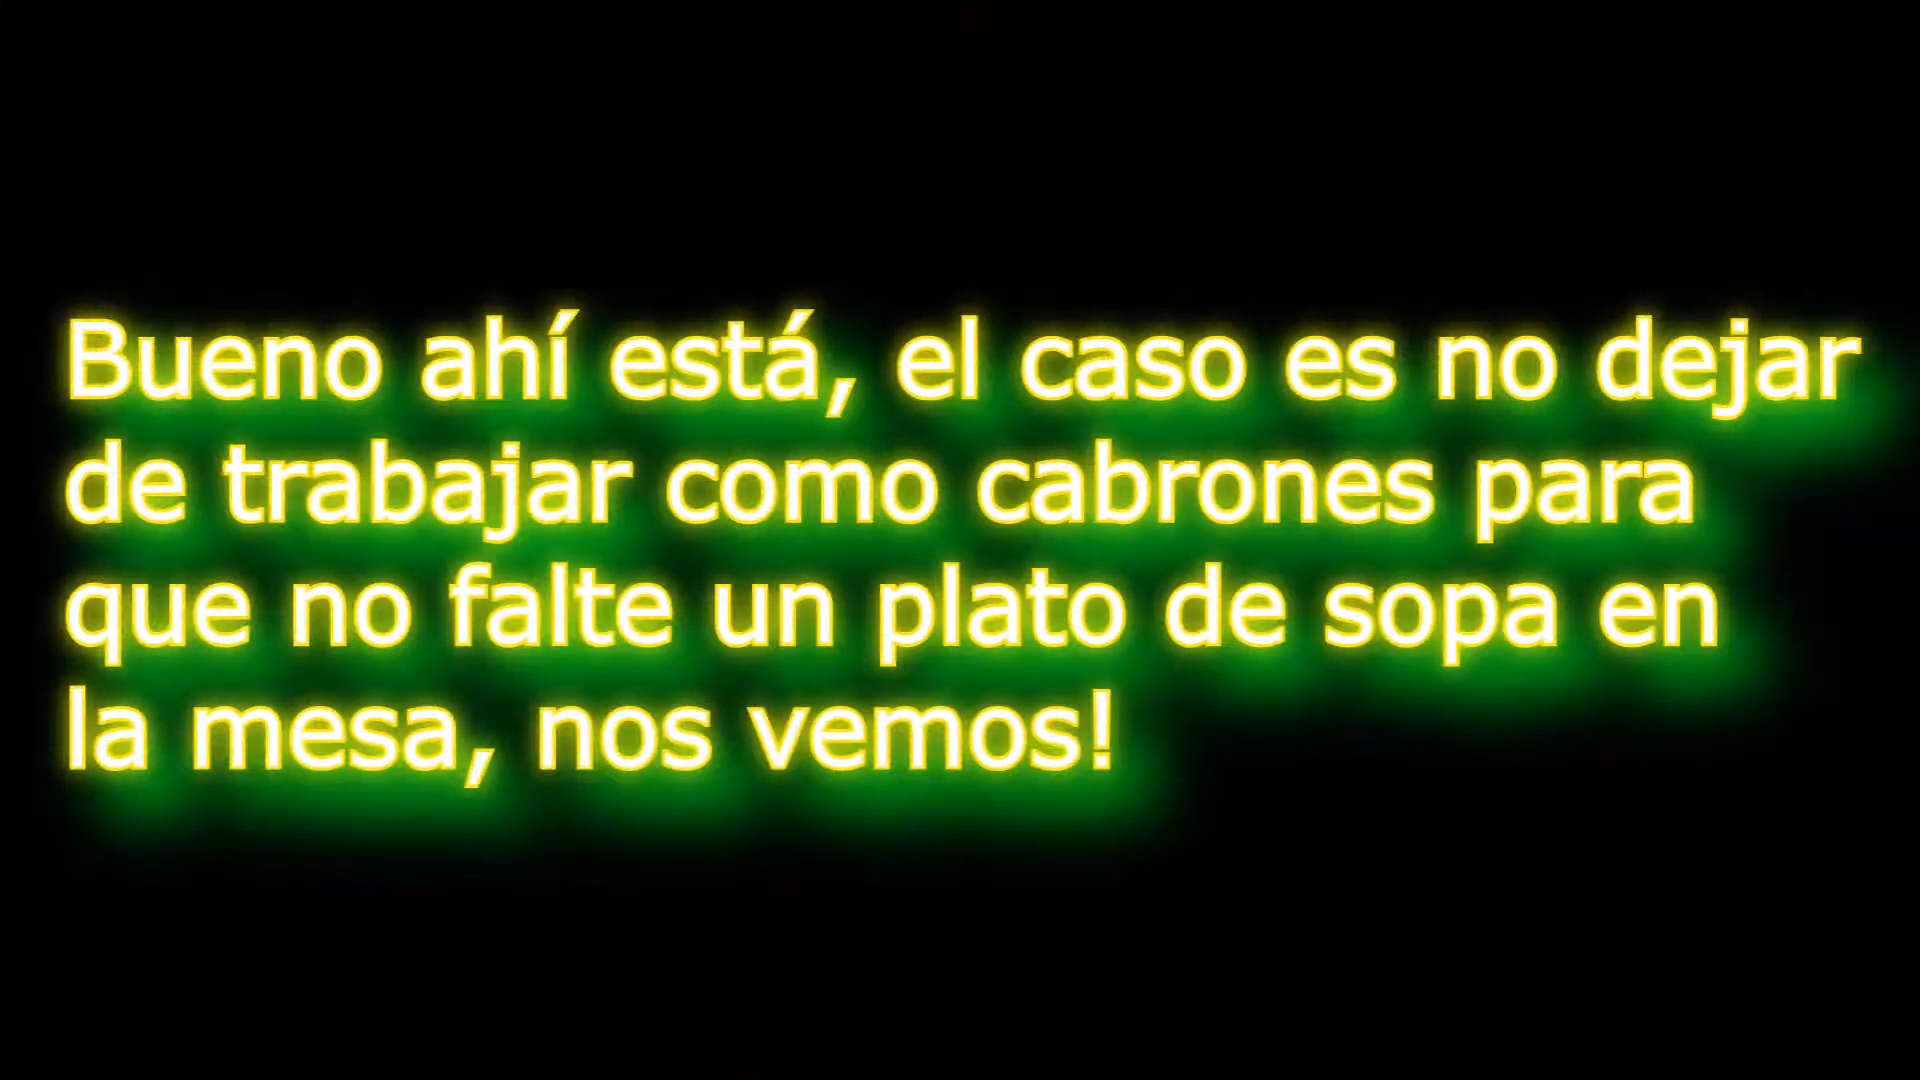 Bueno ahí está, el caso es no dejar
de trabajar como cabrones para
que no falte un plato de sopa en
la mesa, nos vemos!